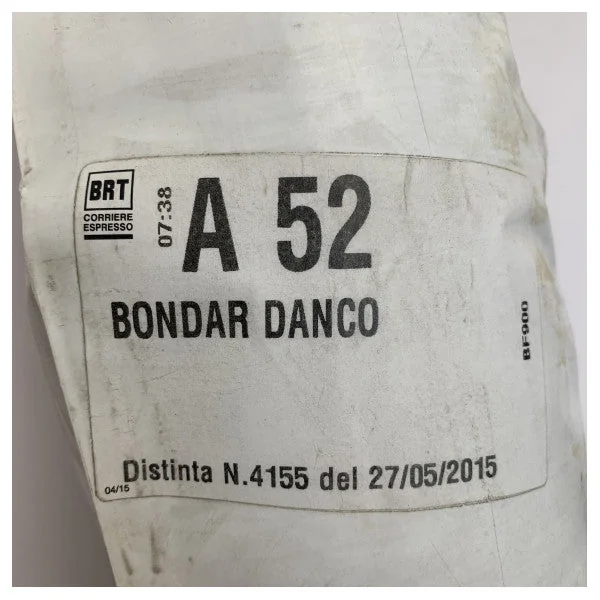 BRT
CORRIERE
ESPRESSO
07:38
A 52
BONDAR DANCO
BF900
Distinta N.4155 del 27/05/2015
04/15